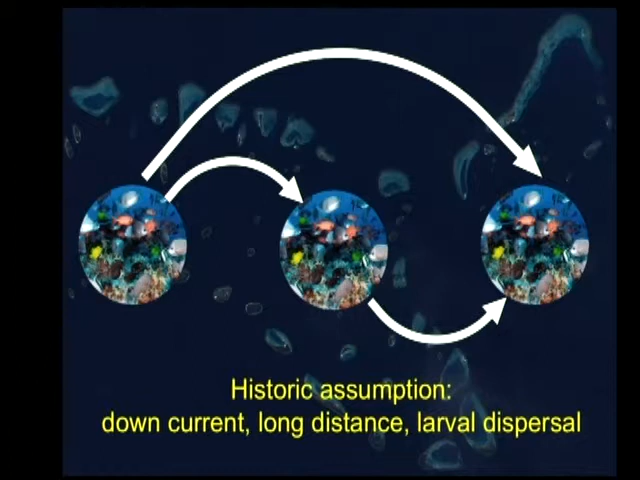 Historic assumption:
down current, long distance, larval dispersal